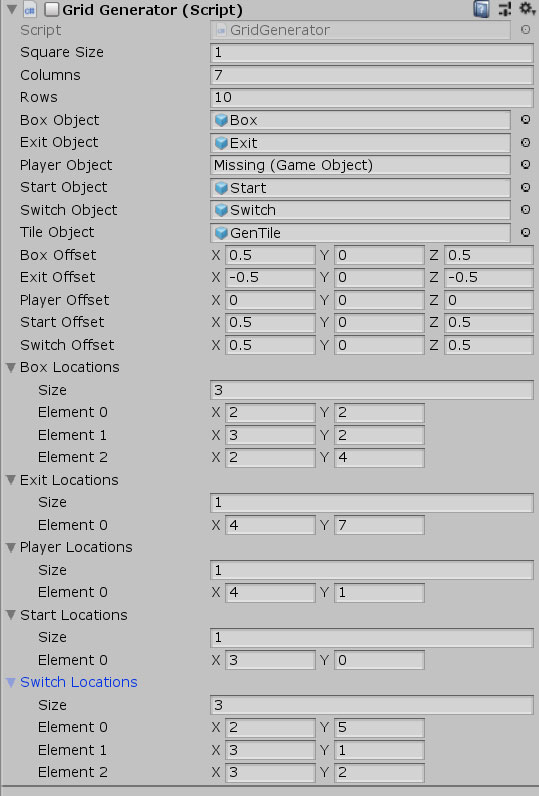 Grid Generator (Script)
Script GridGenerator
Square Size 1
Columns 7
Rows 10
Box Object Box
Exit Object Exit
Player Object Missing (Game Object)
Start Object Start
Switch Object Switch
Tile Object GenTile
Box Offset X 0.5 Y 0 Z 0.5
Exit Offset X -0.5 Y 0 Z -0.5
Player Offset X 0 Y 0 Z 0
Start Offset X 0.5 Y 0 Z 0.5
Switch Offset X 0.5 Y 0 Z 0.5
Box Locations
Size 3
Element 0 X 2 Y 2
Element 1 X 3 Y 2
Element 2 X 2 Y 4
Exit Locations
Size 1
Element 0 X 4 Y 7
Player Locations
Size 1
Element 0 X 4 Y 1
Start Locations
Size 1
Element 0 X 3 Y 0
Switch Locations
Size 3
Element 0 X 2 Y 5
Element 1 X 3 Y 1
Element 2 X 3 Y 2